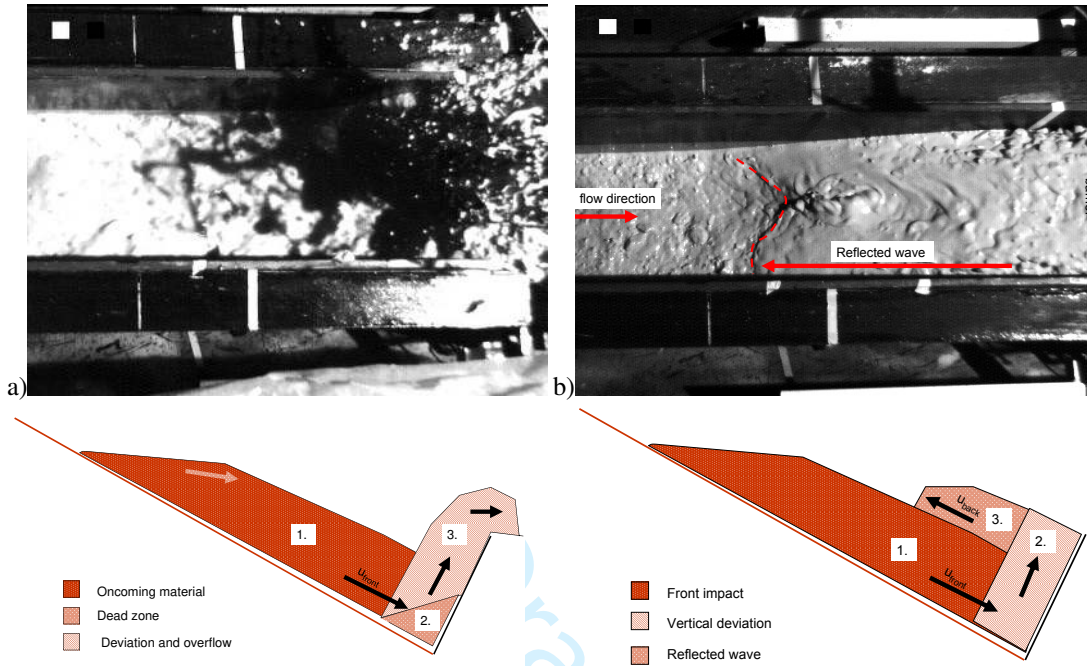 flow direction
Reflected wave
a)
b)
1.
u_front
2.
3.
Oncoming material
Dead zone
Deviation and overflow
1.
u_front
2.
3.
u_back
Front impact
Vertical deviation
Reflected wave